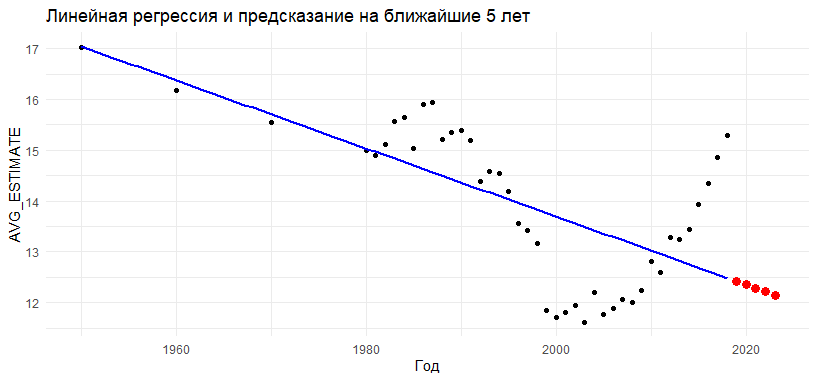 Линейная регрессия и предсказание на ближайшие 5 лет
17
16
15
14
13
12
AVG_ESTIMATE
1960 1980 2000 2020
Год